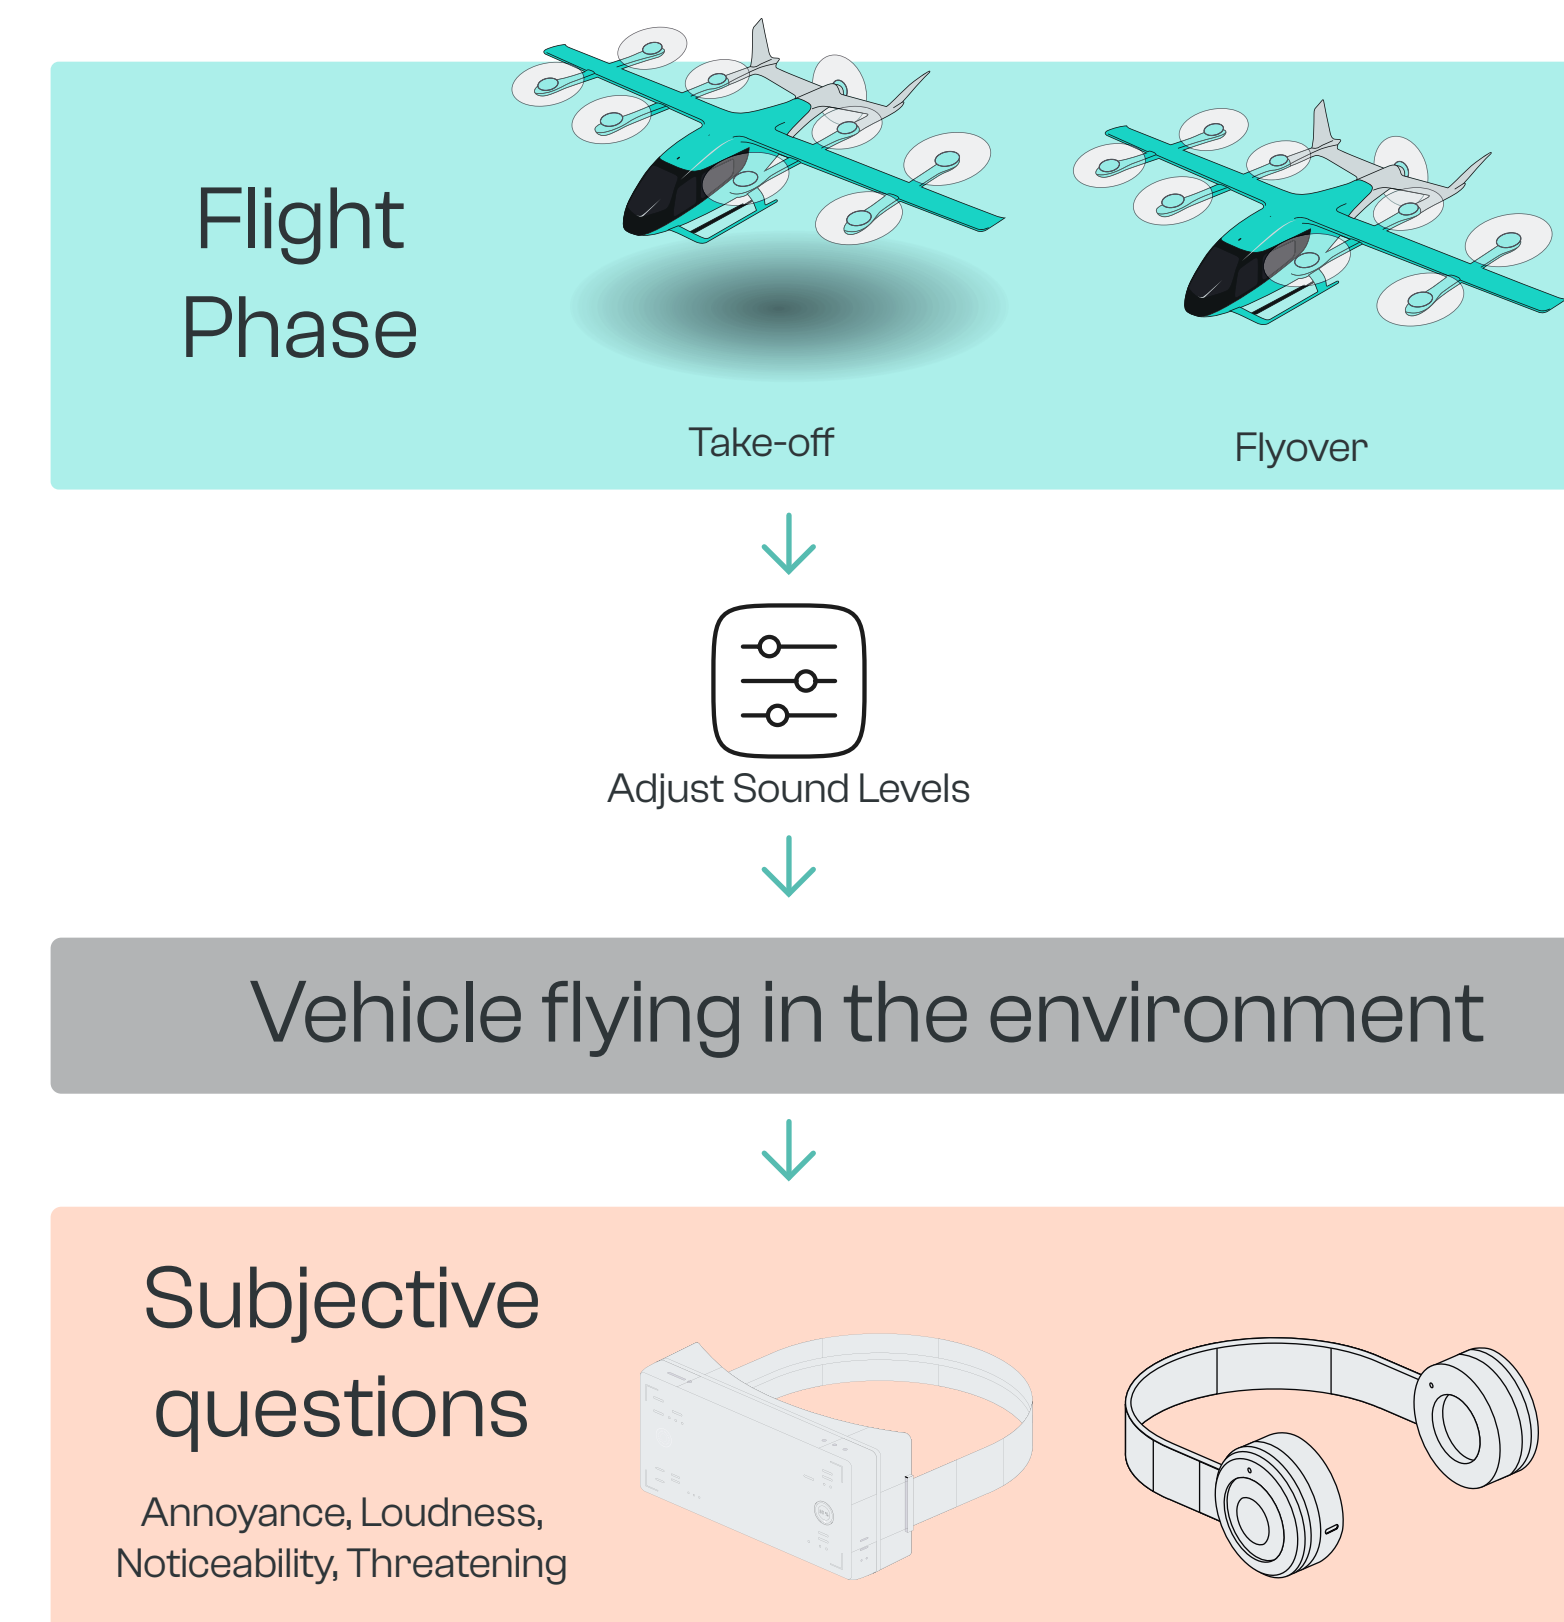 Flight
Phase
Take-off
Flyover
Adjust Sound Levels
Vehicle flying in the environment
Subjective
questions
Annoyance, Loudness,
Noticeability, Threatening